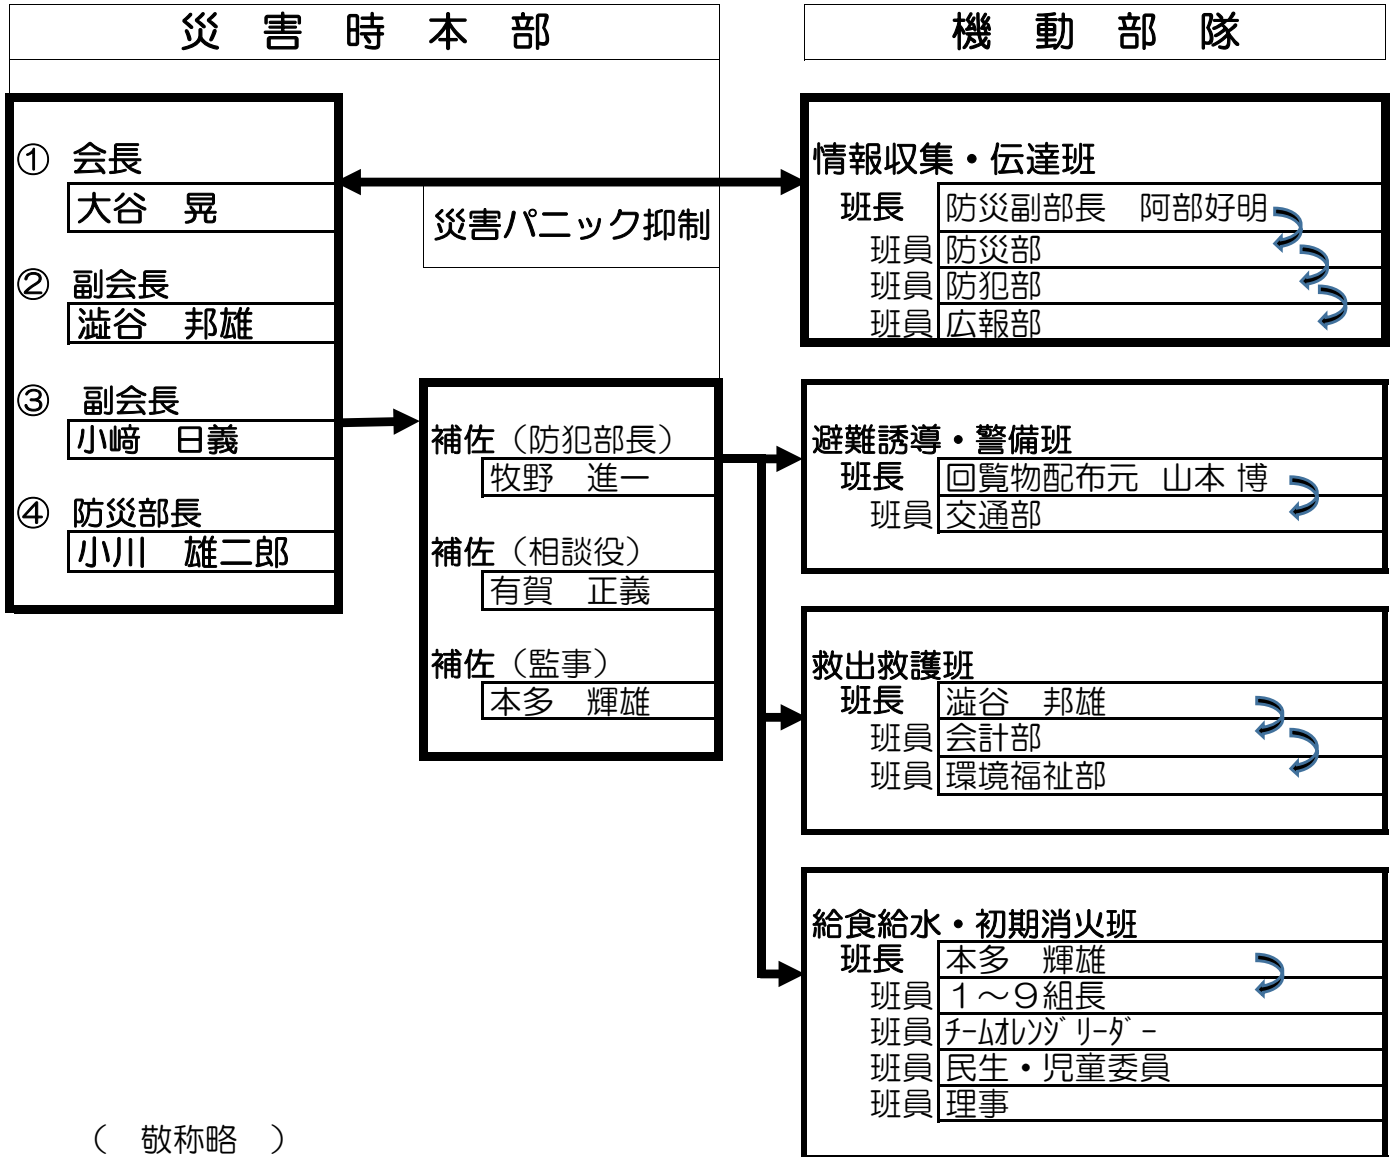 災 害 時 本 部
① 会長
大谷　晃
② 副会長
澁谷　邦雄
③ 副会長
小﨑　日義
④ 防災部長
小川　雄二郎
災害パニック抑制
補佐（防犯部長）
牧野　進一
補佐（相談役）
有賀　正義
補佐（監事）
本多　輝雄
機 動 部 隊
情報収集・伝達班
班長 防災副部長　阿部好明
班員 防災部
班員 防犯部
班員 広報部
避難誘導・警備班
班長 回覧物配布元　山本 博
班員 交通部
救出救護班
班長 澁谷　邦雄
班員 会計部
班員 環境福祉部
給食給水・初期消火班
班長 本多　輝雄
班員 １～９組長
班員 ﾁｰﾑｵﾚﾝｼﾞﾘｰﾀﾞｰ
班員 民生・児童委員
班員 理事
（　敬称略　）